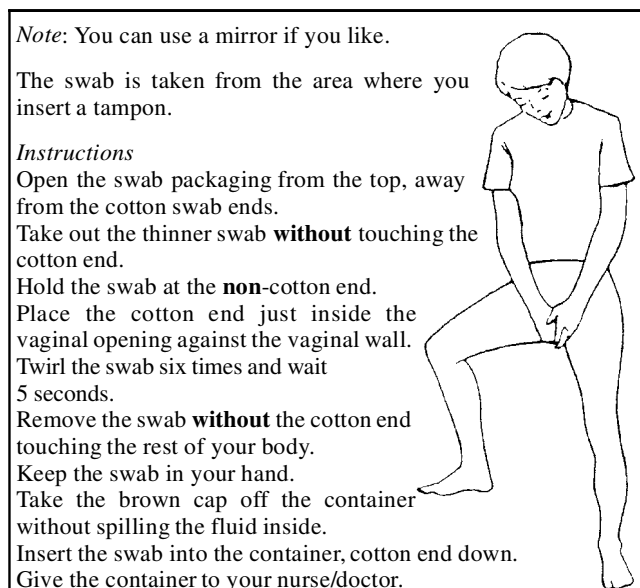 Note: You can use a mirror if you like.
The swab is taken from the area where you
insert a tampon.
Instructions
Open the swab packaging from the top, away
from the cotton swab ends.
Take out the thinner swab without touching the
cotton end.
Hold the swab at the non-cotton end.
Place the cotton end just inside the
vaginal opening against the vaginal wall.
Twirl the swab six times and wait
5 seconds.
Remove the swab without the cotton end
touching the rest of your body.
Keep the swab in your hand.
Take the brown cap off the container
without spilling the fluid inside.
Insert the swab into the container, cotton end down.
Give the container to your nurse/doctor.